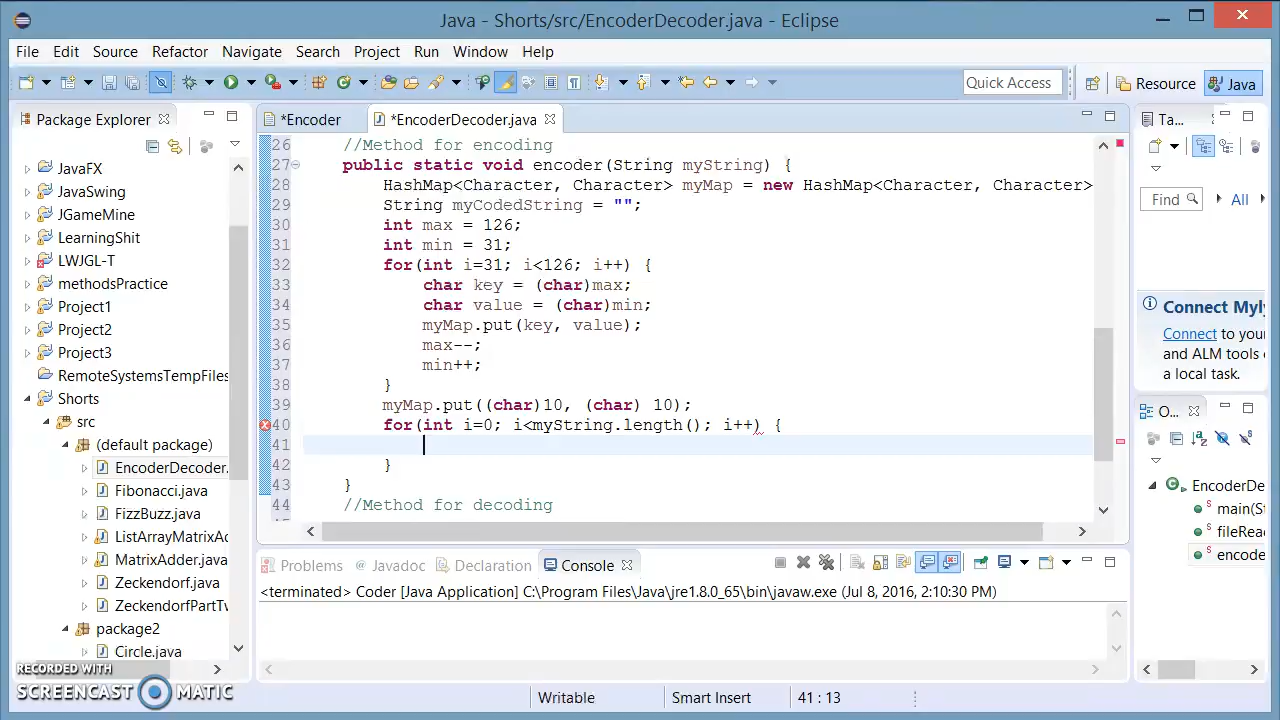 Java - Shorts/src/EncoderDecoder.java - Eclipse
File Edit Source Refactor Navigate Search Project Run Window Help
Quick Access Resource Java
Package Explorer
JavaFX
JavaSwing
JGameMine
LearningShit
LWJGL-T
methodsPractice
Project1
Project2
Project3
RemoteSystemsTempFiles
Shorts
src
(default package)
EncoderDecoder.
Fibonacci.java
FizzBuzz.java
ListArrayMatrixAc
MatrixAdder.java
Zeckendorf.java
ZeckendorfPartTv
package2
Circle.java
*Encoder *EncoderDecoder.java
26 //Method for encoding
27 public static void encoder(String myString) {
28 HashMap<Character, Character> myMap = new HashMap<Character, Character>
29 String myCodedString = "";
30 int max = 126;
31 int min = 31;
32 for(int i=31; i<126; i++) {
33 char key = (char)max;
34 char value = (char)min;
35 myMap.put(key, value);
36 max--;
37 min++;
38 }
39 myMap.put((char)10, (char) 10);
40 for(int i=0; i<myString.length(); i++) {
41
42 }
43 }
44 //Method for decoding
Problems Javadoc Declaration Console
<terminated> Coder [Java Application] C:\Program Files\Java\jre1.8.0_65\bin\javaw.exe (Jul 8, 2016, 2:10:30 PM)
Ta...
Find All
Connect Myly
Connect to your
and ALM tools o
a local task.
O...
EncoderDe
main(St
fileRea
encode
Writable Smart Insert 41 : 13
RECORDED WITH
SCREENCAST MATIC